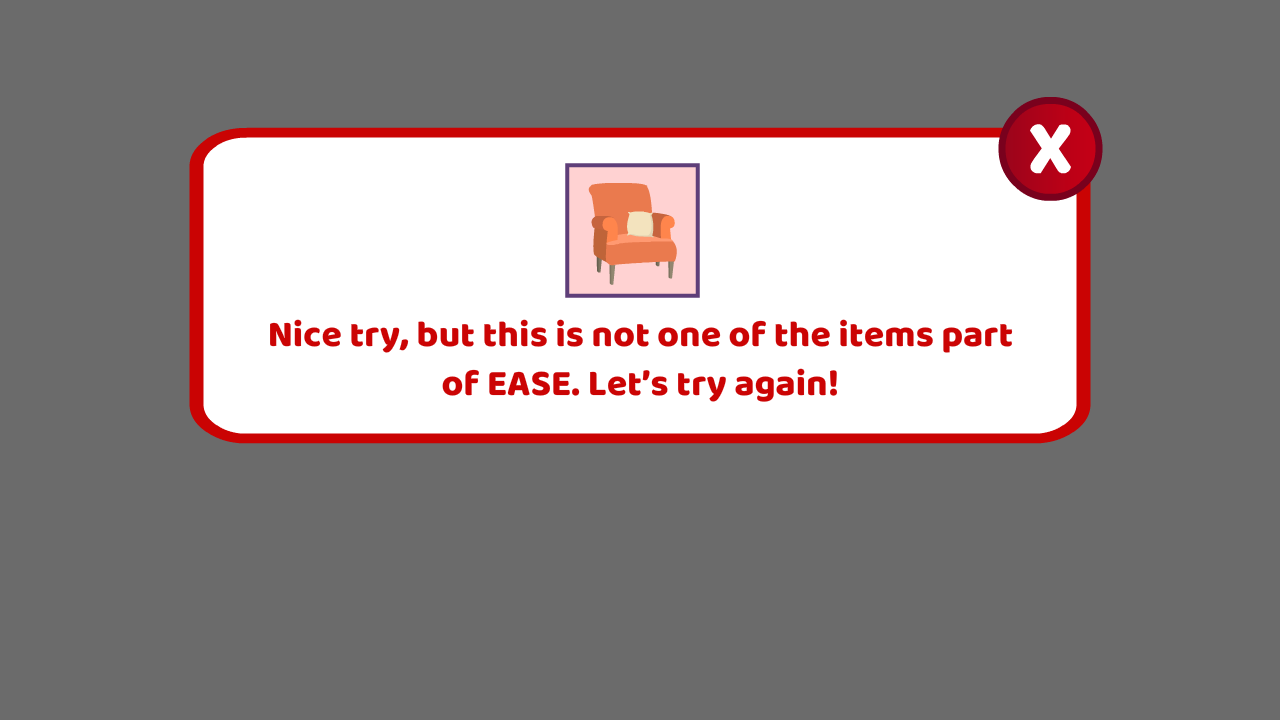 X
Nice try, but this is not one of the items part
of EASE. Let’s try again!